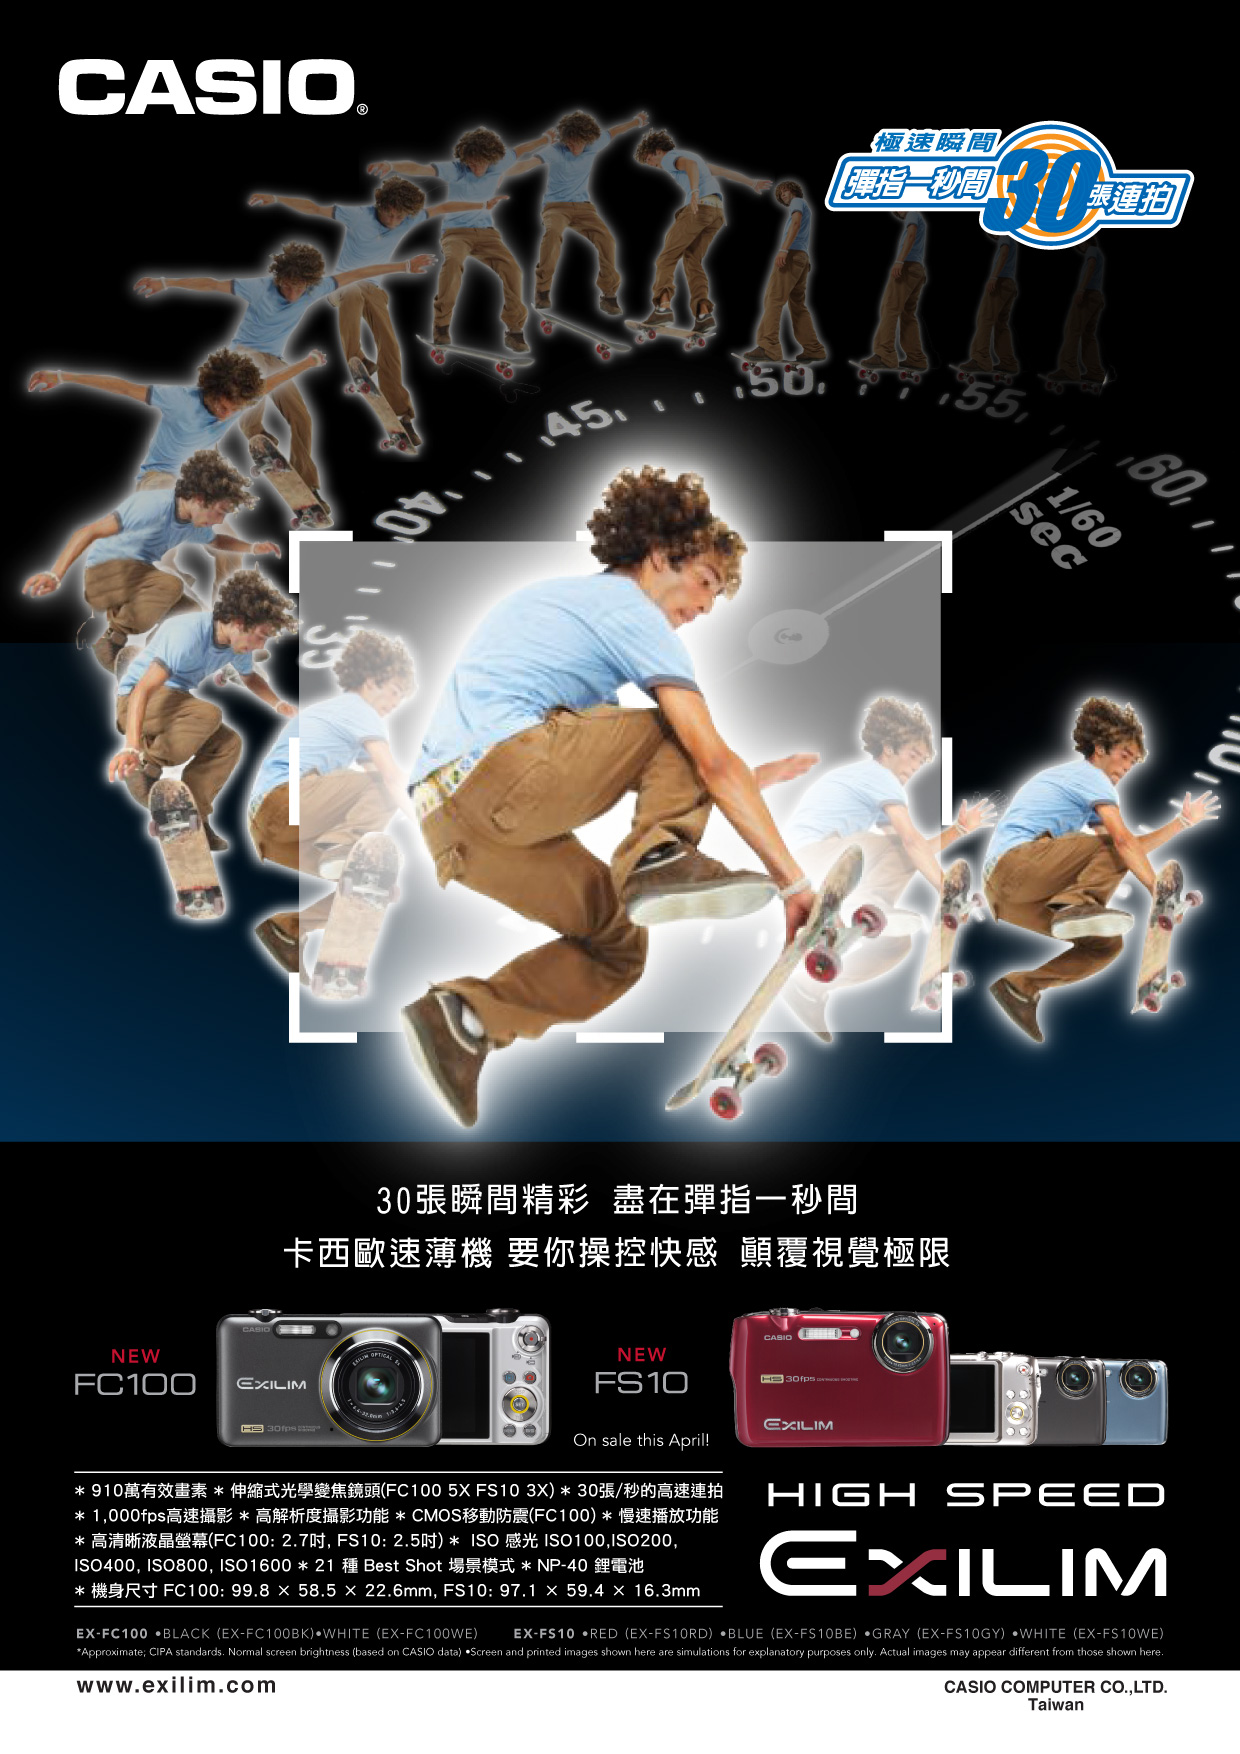 CASIO®
極速瞬間
彈指一秒間30張連拍
50
55
45
60
40
1/60
sec
35
30張瞬間精彩 盡在彈指一秒間
卡西歐速薄機 要你操控快感 顛覆視覺極限
NEW
FC100
CASIO
EXILIM OPTICAL 5x
EXILIM
30fps
NEW
FS10
On sale this April!
CASIO
HS 30fps CONTINUOUS SHOOTING
EXILIM
* 910萬有效畫素 * 伸縮式光學變焦鏡頭(FC100 5X FS10 3X) * 30張/秒的高速連拍
* 1,000fps高速攝影 * 高解析度攝影功能 * CMOS移動防震(FC100) * 慢速播放功能
* 高清晰液晶螢幕(FC100: 2.7吋, FS10: 2.5吋) * ISO 感光 ISO100,ISO200,
ISO400, ISO800, ISO1600 * 21 種 Best Shot 場景模式 * NP-40 鋰電池
* 機身尺寸 FC100: 99.8 × 58.5 × 22.6mm, FS10: 97.1 × 59.4 × 16.3mm
HIGH SPEED
EXILIM
EX-FC100 •BLACK (EX-FC100BK)•WHITE (EX-FC100WE) EX-FS10 •RED (EX-FS10RD) •BLUE (EX-FS10BE) •GRAY (EX-FS10GY) •WHITE (EX-FS10WE)
*Approximate; CIPA standards. Normal screen brightness (based on CASIO data) •Screen and printed images shown here are simulations for explanatory purposes only. Actual images may appear different from those shown here.
www.exilim.com
CASIO COMPUTER CO.,LTD.
Taiwan